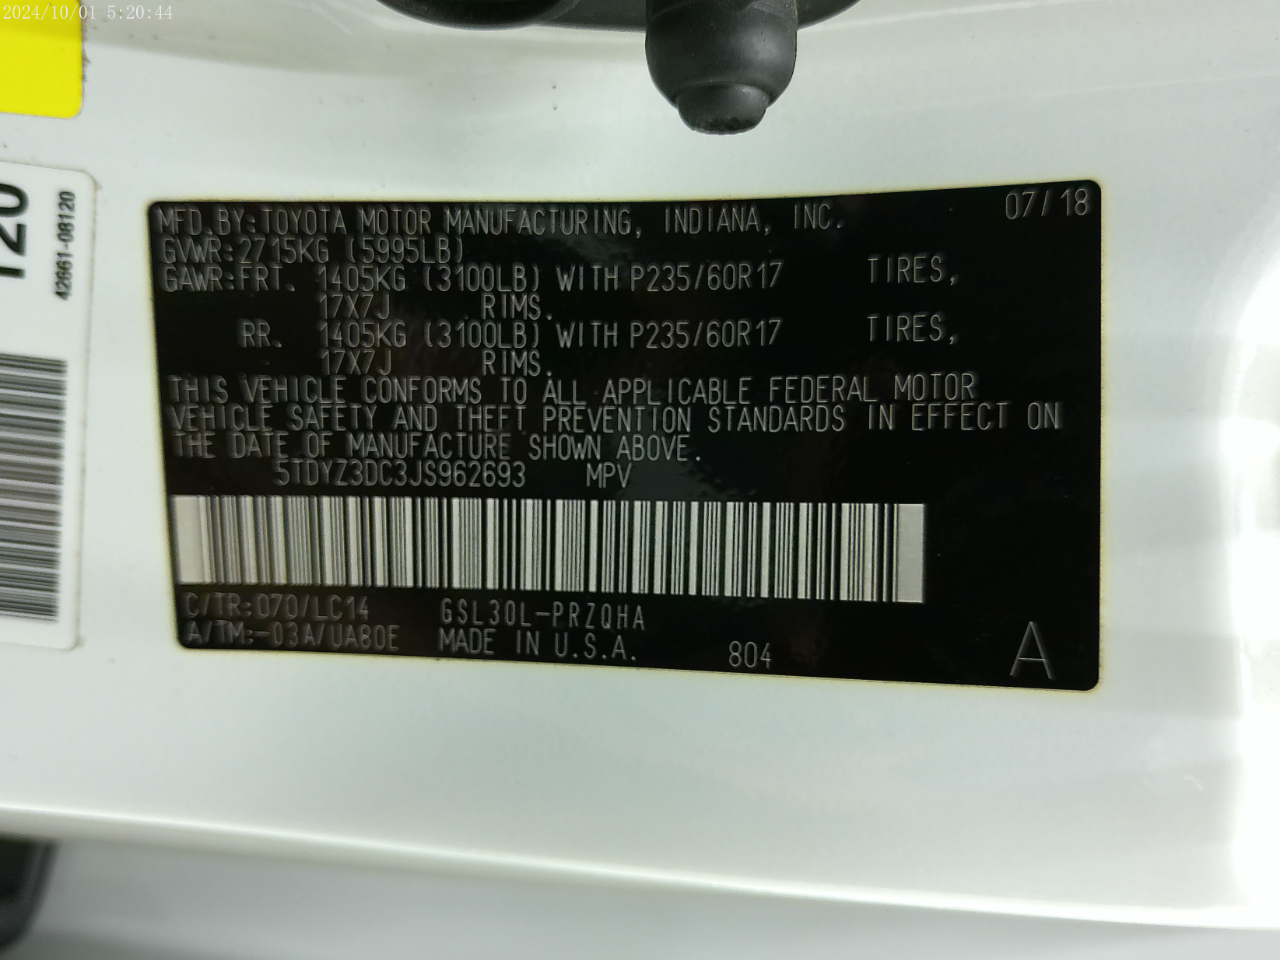 2024/10/01 5:20:44
120
42661-08120
MFD.BY:TOYOTA MOTOR MANUFACTURING, INDIANA, INC. 07/18
GVWR:2715KG (5995LB)
GAWR:FRT. 1405KG (3100LB) WITH P235/60R17 TIRES,
17X7J RIMS.
RR. 1405KG (3100LB) WITH P235/60R17 TIRES,
17X7J RIMS.
THIS VEHICLE CONFORMS TO ALL APPLICABLE FEDERAL MOTOR
VEHICLE SAFETY AND THEFT PREVENTION STANDARDS IN EFFECT ON
THE DATE OF MANUFACTURE SHOWN ABOVE.
5TDYZ3DC3JS962693 MPV
C/TR:070/LC14 GSL30L-PRZQHA
A/TM:-03A/UA80E MADE IN U.S.A. 804 A